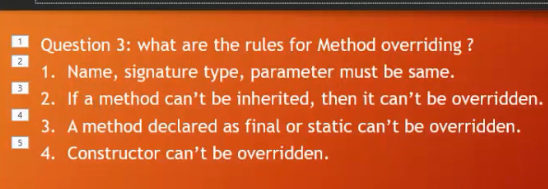 1 Question 3: what are the rules for Method overriding ?
2
1. Name, signature type, parameter must be same.
3
2. If a method can't be inherited, then it can't be overridden.
4
3. A method declared as final or static can't be overridden.
5
4. Constructor can't be overridden.